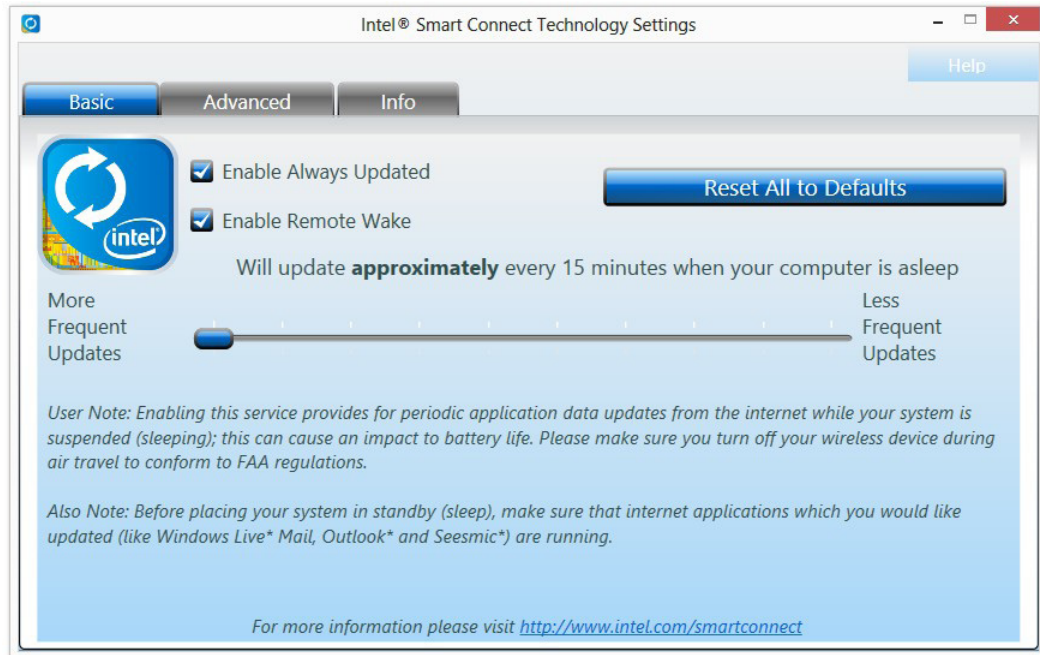 Intel® Smart Connect Technology Settings
Help
Basic
Advanced
Info
intel®
Enable Always Updated
Enable Remote Wake
Reset All to Defaults
Will update approximately every 15 minutes when your computer is asleep
More
Frequent
Updates
Less
Frequent
Updates
User Note: Enabling this service provides for periodic application data updates from the internet while your system is
suspended (sleeping); this can cause an impact to battery life. Please make sure you turn off your wireless device during
air travel to conform to FAA regulations.
Also Note: Before placing your system in standby (sleep), make sure that internet applications which you would like
updated (like Windows Live* Mail, Outlook* and Seesmic*) are running.
For more information please visit http://www.intel.com/smartconnect